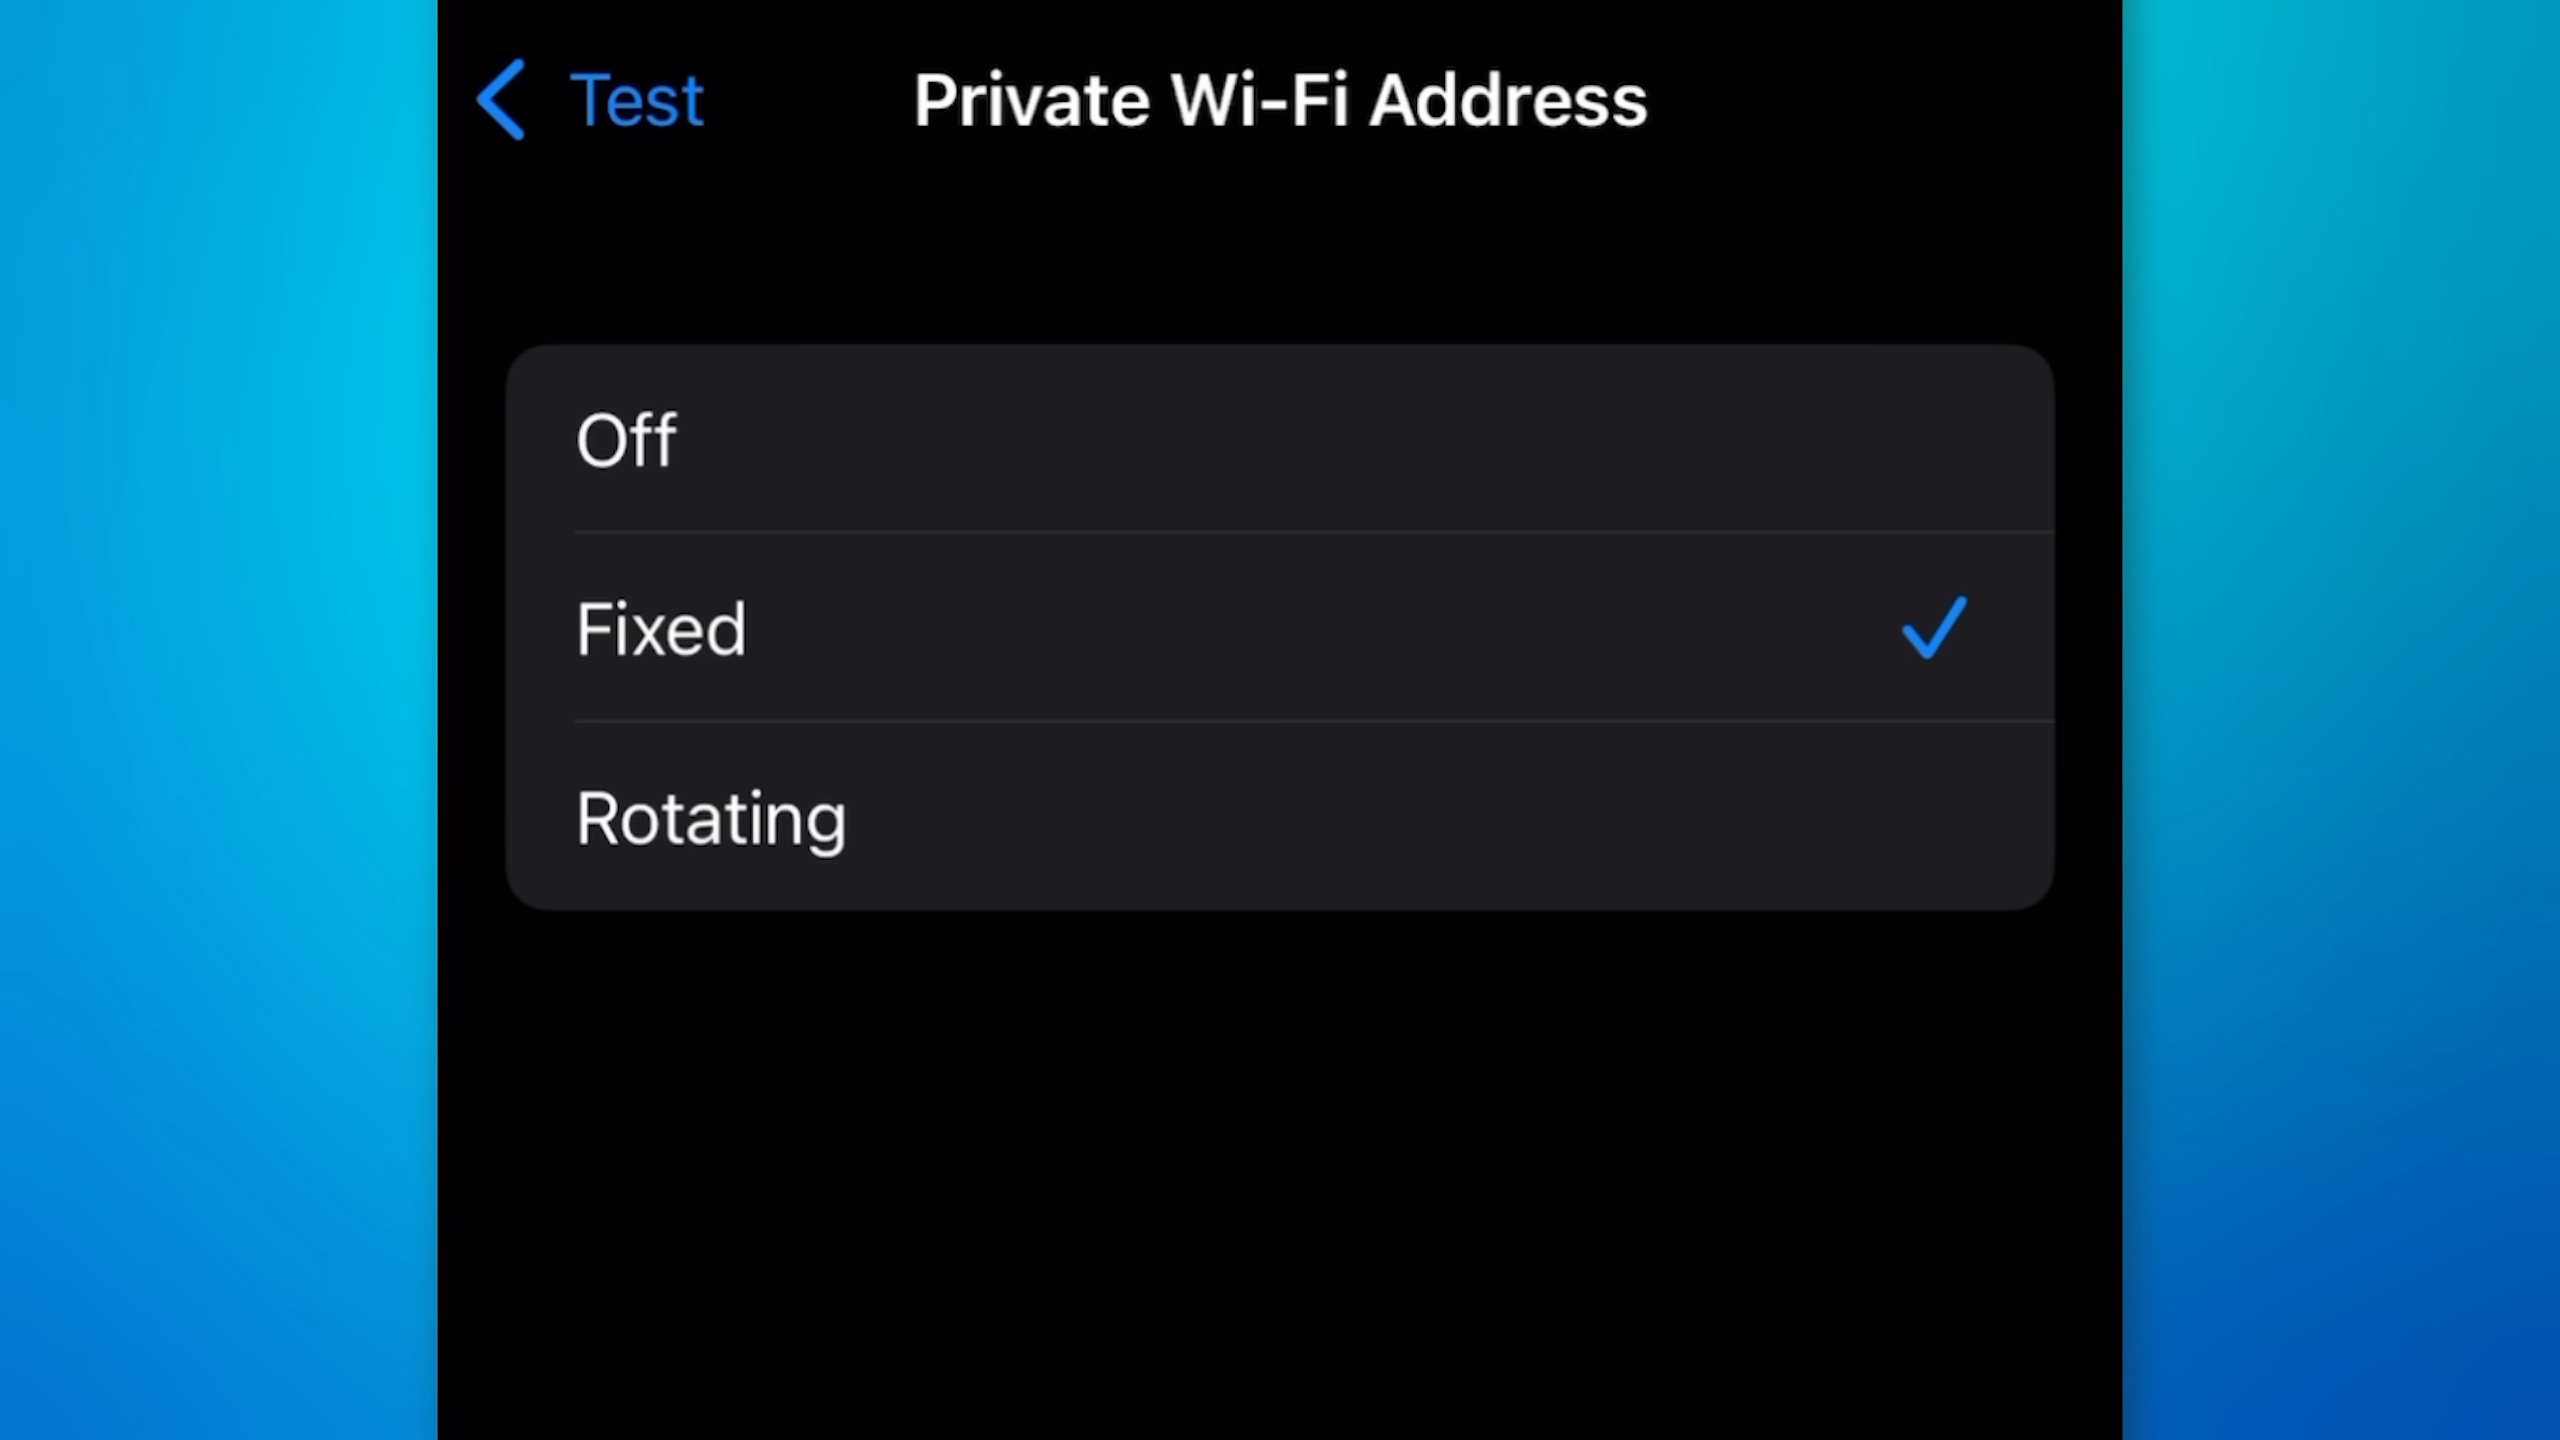 Test
Private Wi-Fi Address
Off
Fixed
Rotating